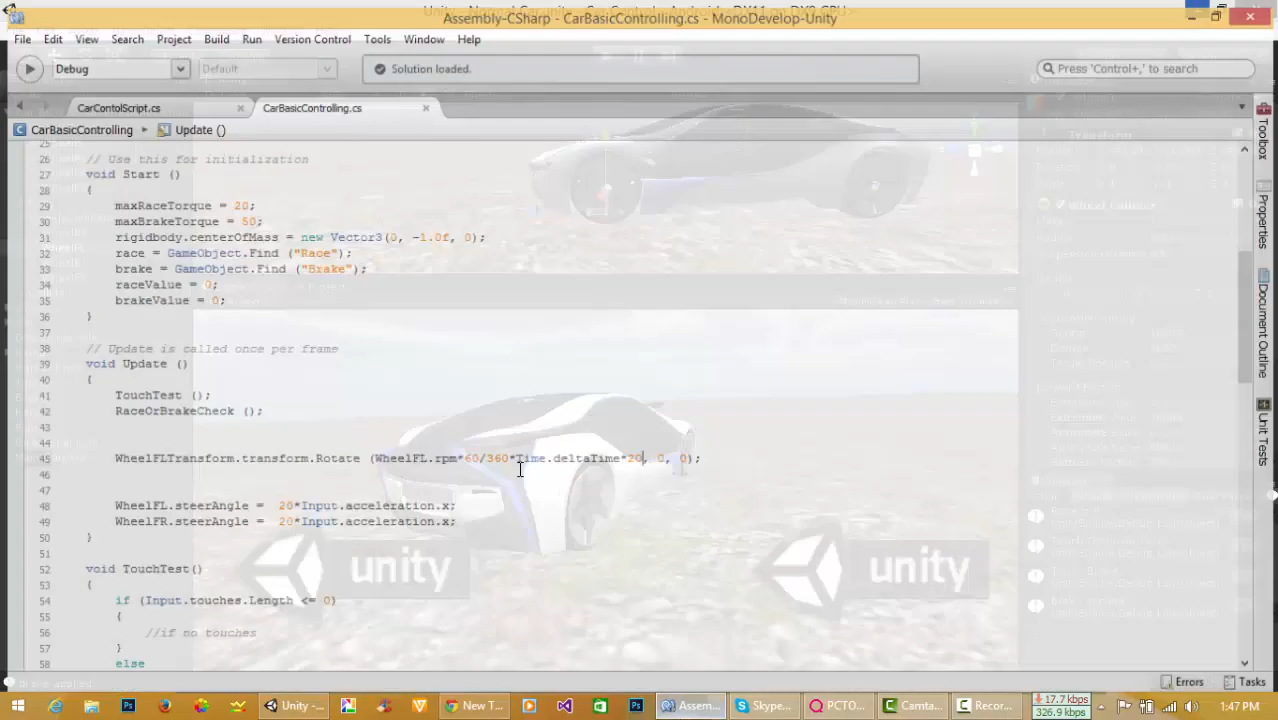 Assembly-CSharp - CarBasicControlling.cs - MonoDevelop-Unity
File Edit View Search Project Build Run Version Control Tools Window Help
Debug Default Solution loaded. Press 'Control+,' to search
CarContolScript.cs CarBasicControlling.cs
CarBasicControlling Update ()
25
26 // Use this for initialization
27 void Start ()
28 {
29 maxRaceTorque = 20;
30 maxBrakeTorque = 50;
31 rigidbody.centerOfMass = new Vector3(0, -1.0f, 0);
32 race = GameObject.Find ("Race");
33 brake = GameObject.Find ("Brake");
34 raceValue = 0;
35 brakeValue = 0;
36 }
37
38 // Update is called once per frame
39 void Update ()
40 {
41 TouchTest ();
42 RaceOrBrakeCheck ();
43
44
45 WheelFLTransform.transform.Rotate (WheelFL.rpm*60/360*Time.deltaTime*20, 0, 0);
46
47
48 WheelFL.steerAngle = 20*Input.acceleration.x;
49 WheelFR.steerAngle = 20*Input.acceleration.x;
50 }
51
52 void TouchTest()
53 {
54 if (Input.touches.Length <= 0)
55 {
56 //if no touches
57 }
58 else
unity unity
Toolbox
Properties
Document Outline
Unit Tests
Transform
Errors Tasks
Unity -... New T... Assem... Skype... PCTO... Camta... Recor... 17.7 kbps 326.9 kbps 1:47 PM